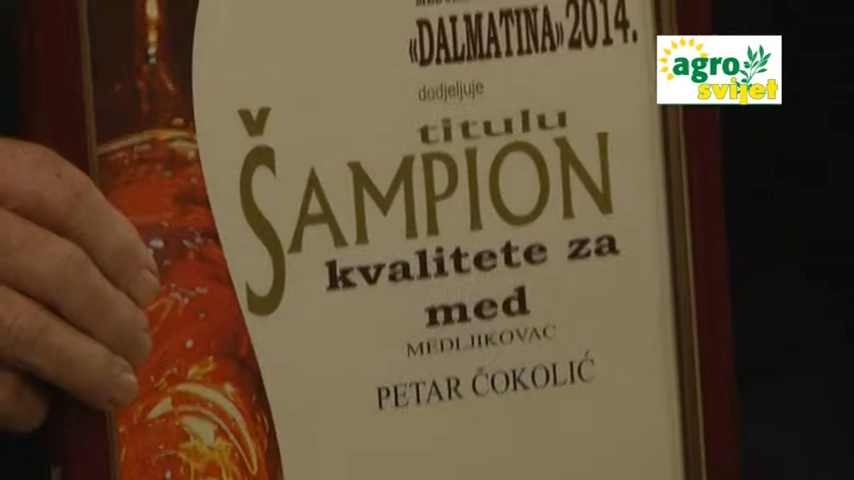 «DALMATINA» 2014.
dodjeljuje
titulu
ŠAMPION
kvalitete za
med
MEDLJIKOVAC
PETAR ČOKOLIĆ
agro
svijet